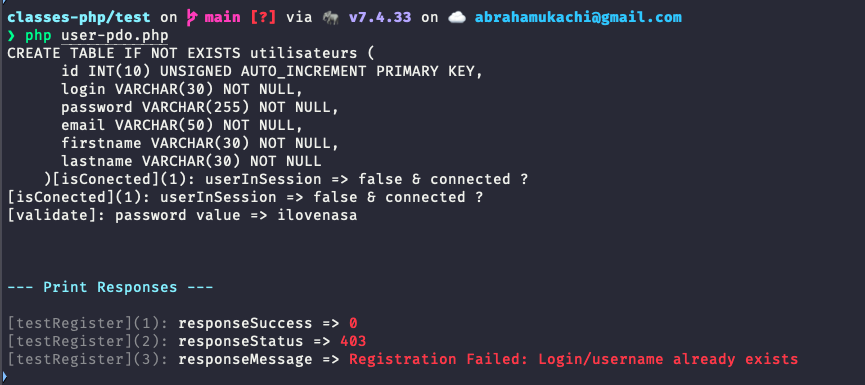 classes-php/test on main [?] via 🐘 v7.4.33 on ☁️ abrahamukachi@gmail.com
❯ php user-pdo.php
CREATE TABLE IF NOT EXISTS utilisateurs (
      id INT(10) UNSIGNED AUTO_INCREMENT PRIMARY KEY,
      login VARCHAR(30) NOT NULL,
      password VARCHAR(255) NOT NULL,
      email VARCHAR(50) NOT NULL,
      firstname VARCHAR(30) NOT NULL,
      lastname VARCHAR(30) NOT NULL
    )[isConected](1): userInSession => false & connected ?
[isConected](1): userInSession => false & connected ?
[validate]: password value => ilovenasa
--- Print Responses ---
[testRegister](1): responseSuccess => 0
[testRegister](2): responseStatus => 403
[testRegister](3): responseMessage => Registration Failed: Login/username already exists